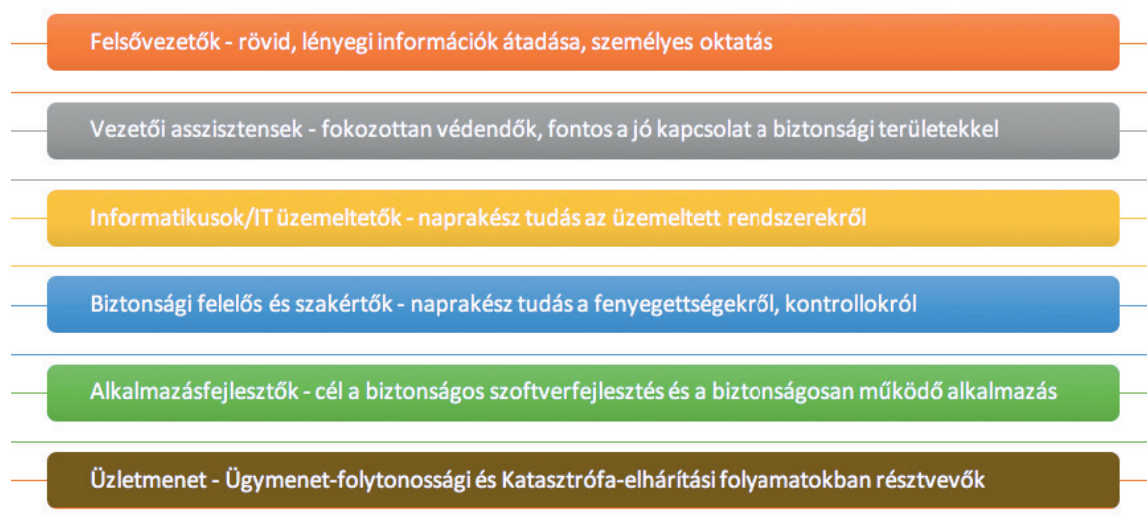 Felsővezetők - rövid, lényegi információk átadása, személyes oktatás
Vezetői asszisztensek - fokozottan védendők, fontos a jó kapcsolat a biztonsági területekkel
Informatikusok/IT üzemeltetők - naprakész tudás az üzemeltett rendszerekről
Biztonsági felelős és szakértők - naprakész tudás a fenyegettségekről, kontrollokról
Alkalmazásfejlesztők - cél a biztonságos szoftverfejlesztés és a biztonságosan működő alkalmazás
Üzletmenet - Ügymenet-folytonossági és Katasztrófa-elhárítási folyamatokban résztvevők